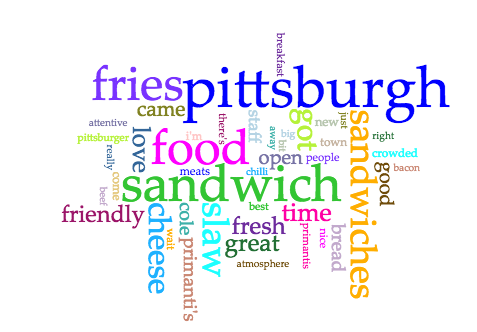 breakfast
fries
pittsburgh
came
attentive
there's
staff
got
new
just
sandwiches
pittsburger
love
i'm
big
bit
away
town
right
really
food
open
people
crowded
good
bacon
meats
chilli
come
beef
sandwich
friendly
cheese
cole
slaw
best
time
wait
primanti's
fresh
great
primantis
nice
bread
atmosphere